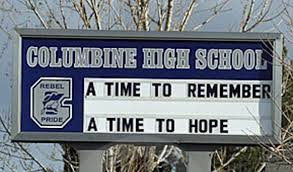 COLUMBINE HIGH SCHOOL
REBEL
PRIDE
A TIME TO REMEMBER
A TIME TO HOPE